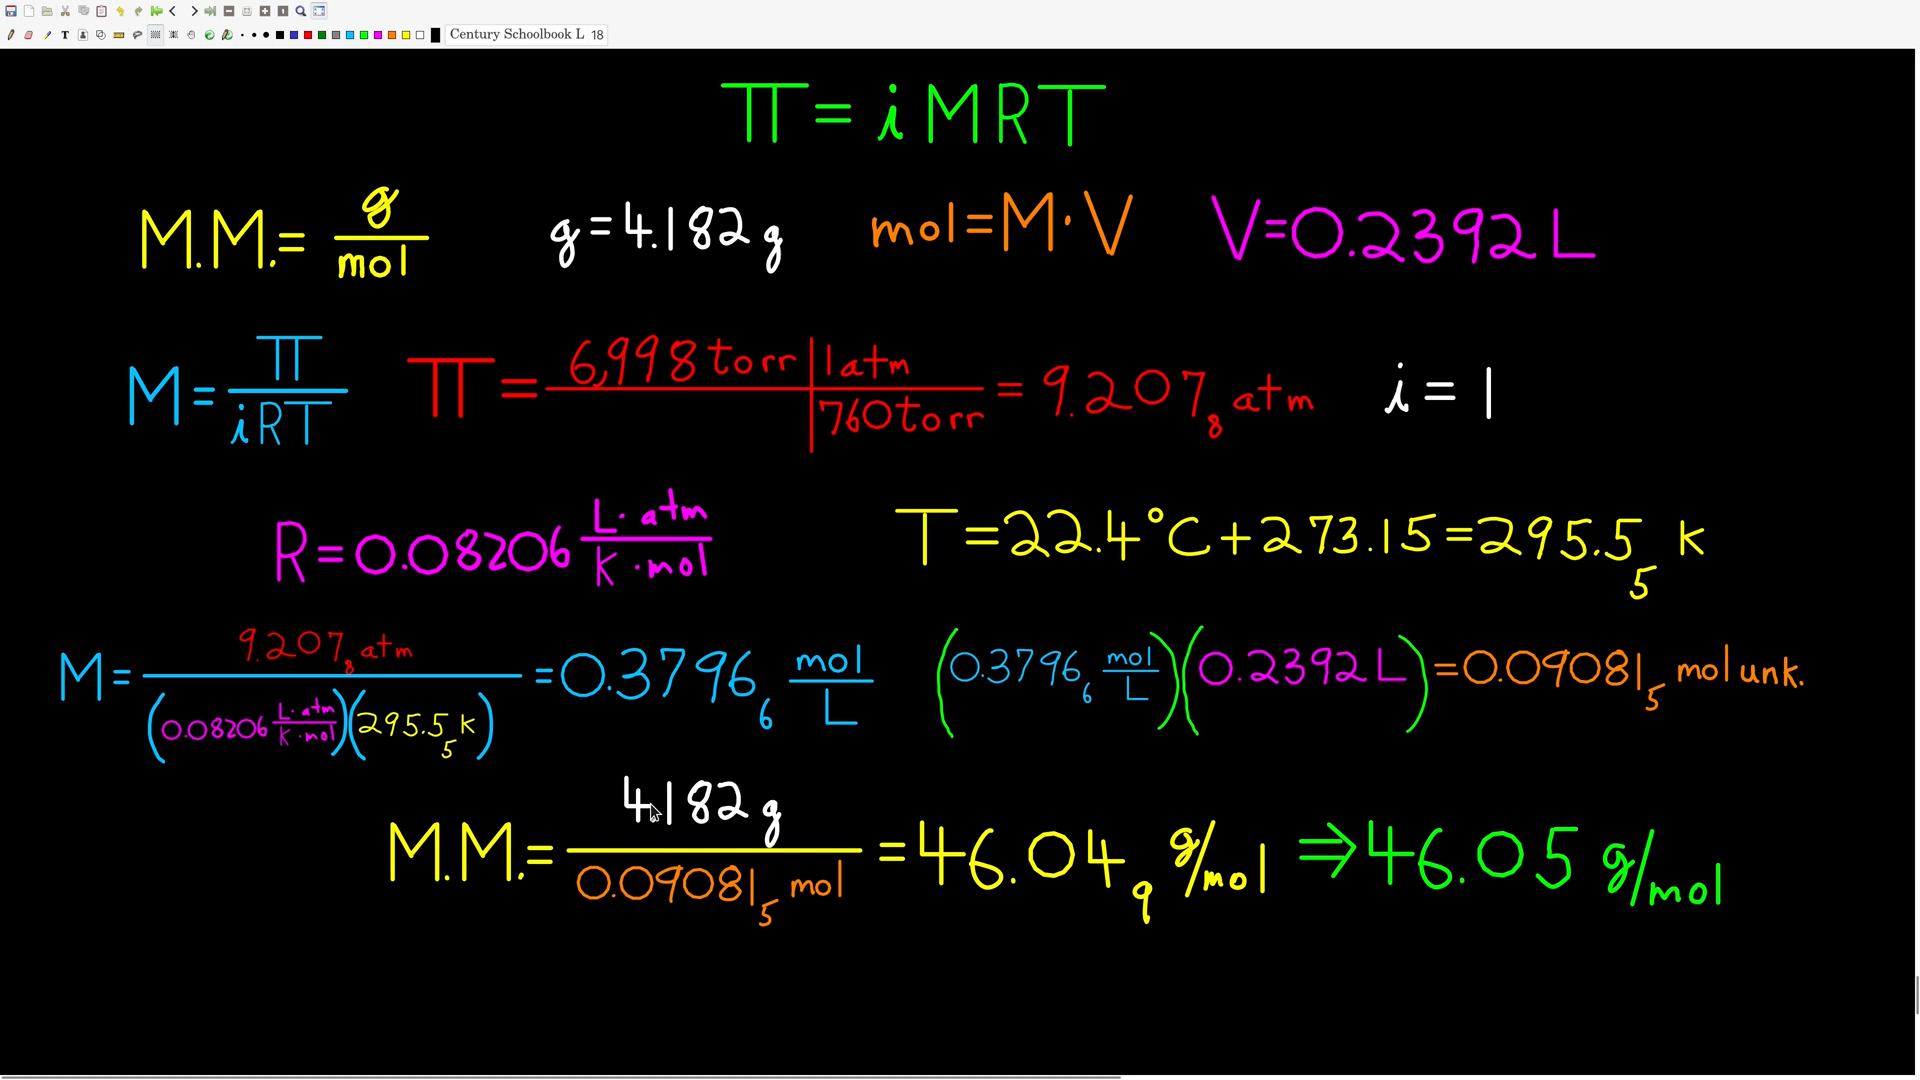 Century Schoolbook L 18
Π = iMRT
M.M. = g/mol g = 4.182 g mol = M·V V = 0.2392 L
M = Π/iRT Π = 6,998 torr | 1 atm / 760 torr = 9.207₈ atm i = 1
R = 0.08206 L·atm/K·mol T = 22.4°C + 273.15 = 295.5₅ K
M = 9.207₈ atm / (0.08206 L·atm/K·mol)(295.5₅ K) = 0.3796₆ mol/L (0.3796₆ mol/L)(0.2392 L) = 0.09081₅ mol unk.
M.M. = 4.182 g / 0.09081₅ mol = 46.04₉ g/mol ⇒ 46.05 g/mol